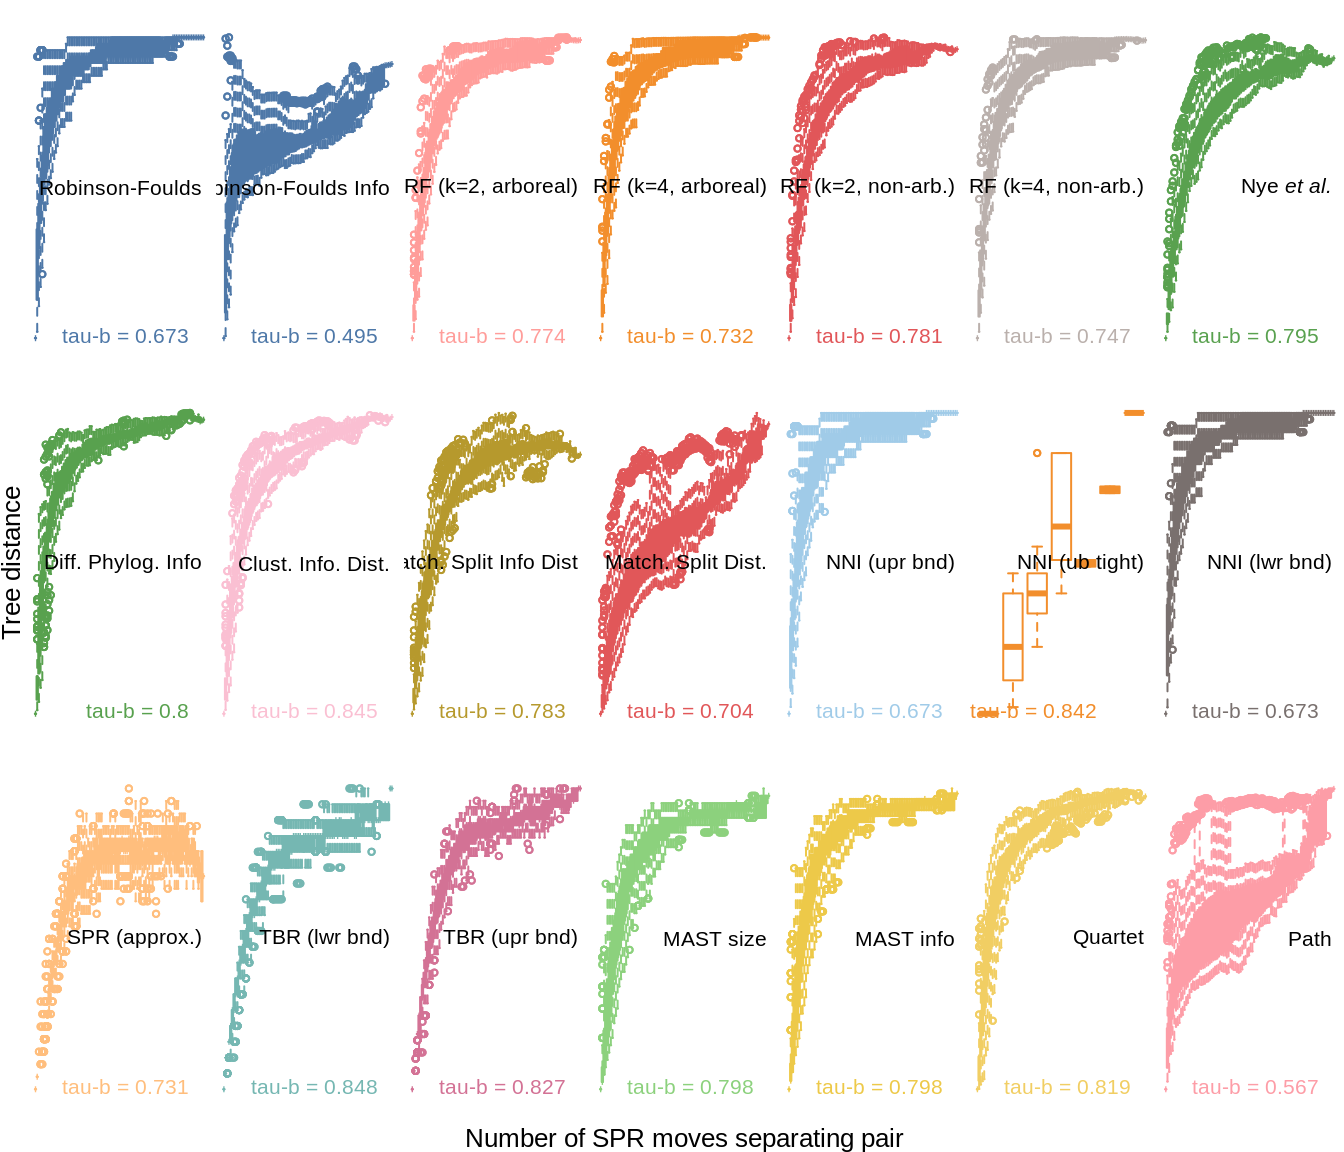 Robinson-Foulds
inson-Foulds Info
RF (k=2, arboreal)
RF (k=4, arboreal)
RF (k=2, non-arb.)
RF (k=4, non-arb.)
Nye et al.
tau-b = 0.673
tau-b = 0.495
tau-b = 0.774
tau-b = 0.732
tau-b = 0.781
tau-b = 0.747
tau-b = 0.795
Tree distance
Diff. Phylog. Info
Clust. Info. Dist.
atch. Split Info Dist
Match. Split Dist.
NNI (upr bnd)
NNI (ub tight)
NNI (lwr bnd)
tau-b = 0.8
tau-b = 0.845
tau-b = 0.783
tau-b = 0.704
tau-b = 0.673
tau-b = 0.842
tau-b = 0.673
SPR (approx.)
TBR (lwr bnd)
TBR (upr bnd)
MAST size
MAST info
Quartet
Path
tau-b = 0.731
tau-b = 0.848
tau-b = 0.827
tau-b = 0.798
tau-b = 0.798
tau-b = 0.819
tau-b = 0.567
Number of SPR moves separating pair